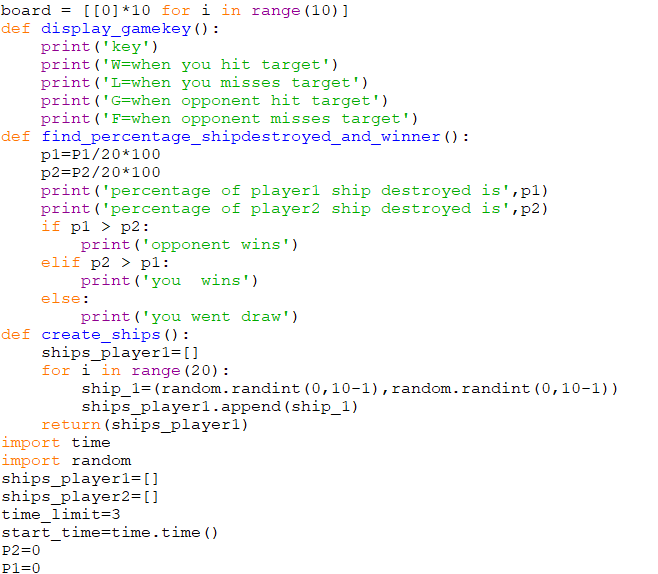 board = [[0]*10 for i in range(10)]
def display_gamekey():
    print('key')
    print('W=when you hit target')
    print('L=when you misses target')
    print('G=when opponent hit target')
    print('F=when opponent misses target')
def find_percentage_shipdestroyed_and_winner():
    p1=P1/20*100
    p2=P2/20*100
    print('percentage of player1 ship destroyed is',p1)
    print('percentage of player2 ship destroyed is',p2)
    if p1 > p2:
        print('opponent wins')
    elif p2 > p1:
        print('you  wins')
    else:
        print('you went draw')
def create_ships():
    ships_player1=[]
    for i in range(20):
        ship_1=(random.randint(0,10-1),random.randint(0,10-1))
        ships_player1.append(ship_1)
    return(ships_player1)
import time
import random
ships_player1=[]
ships_player2=[]
time_limit=3
start_time=time.time()
P2=0
P1=0